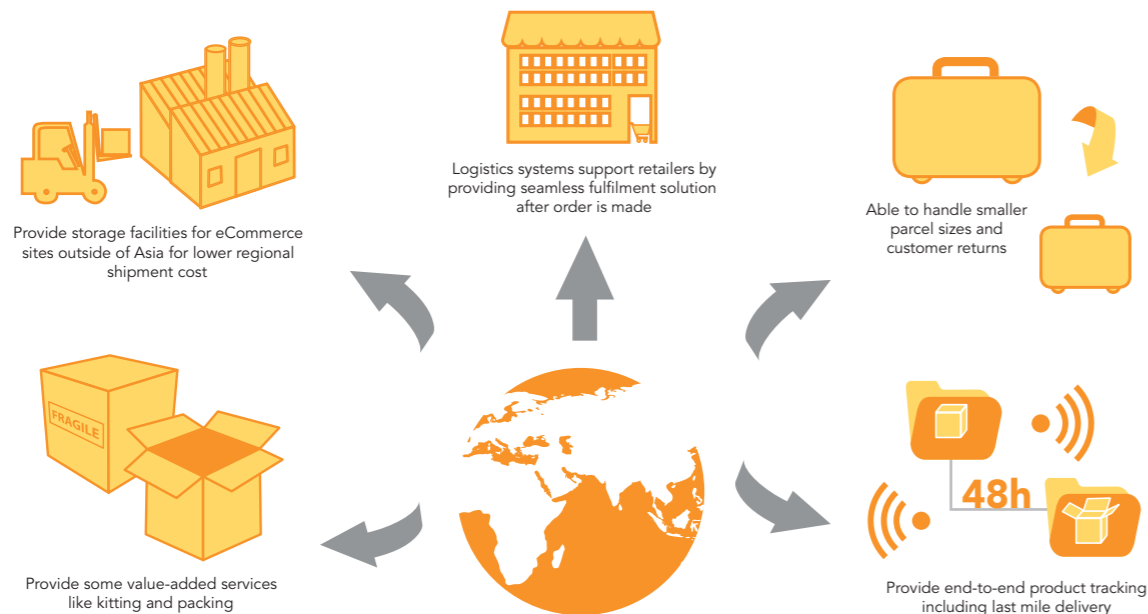 Logistics systems support retailers by
providing seamless fulfilment solution
after order is made
Provide storage facilities for eCommerce
sites outside of Asia for lower regional
shipment cost
Able to handle smaller
parcel sizes and
customer returns
FRAGILE
48h
Provide some value-added services
like kitting and packing
Provide end-to-end product tracking
including last mile delivery